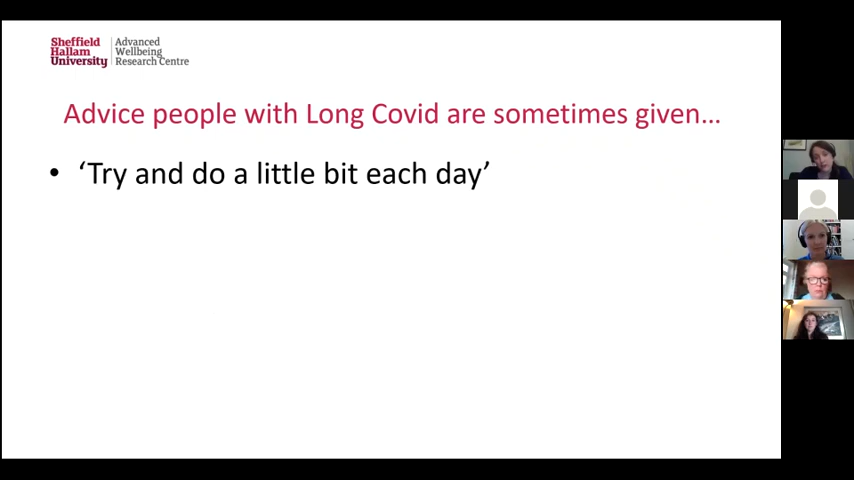 Sheffield
Hallam
University
Advanced
Wellbeing
Research Centre
Advice people with Long Covid are sometimes given...
• ‘Try and do a little bit each day’